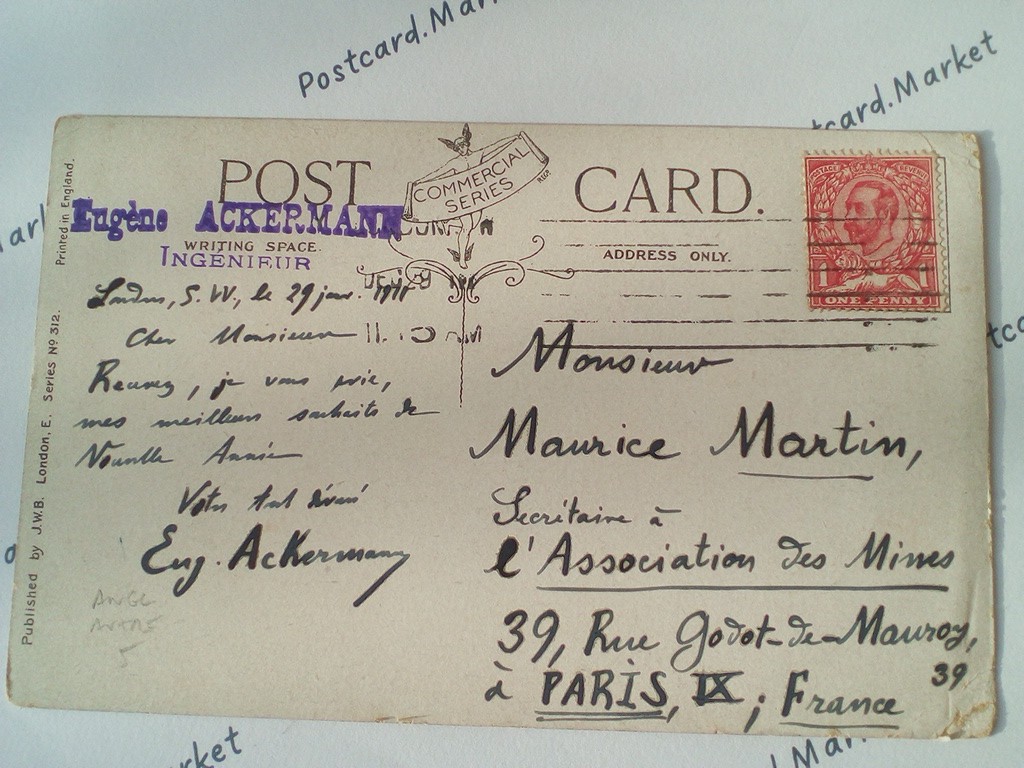 Postcard.Market
Postcard.Market
POST CARD.
COMMERCIAL
SERIES
Printed in England.
Eugène ACKERMANN
WRITING SPACE.
INGÉNIEUR
ADDRESS ONLY.
Londres, S.W., le 29 janv.
Cher Monsieur
Recevez, je vous prie,
mes meilleurs souhaits de
Nouvelle Année
Votre tout dévoué
Eug. Ackermann
Published by J.W.B. London, E. Series No 312.
ONE PENNY
Monsieur
Maurice Martin,
Secrétaire à
l'Association des Mines
39, Rue Godot-de-Mauroy,
39
à PARIS, IX; France